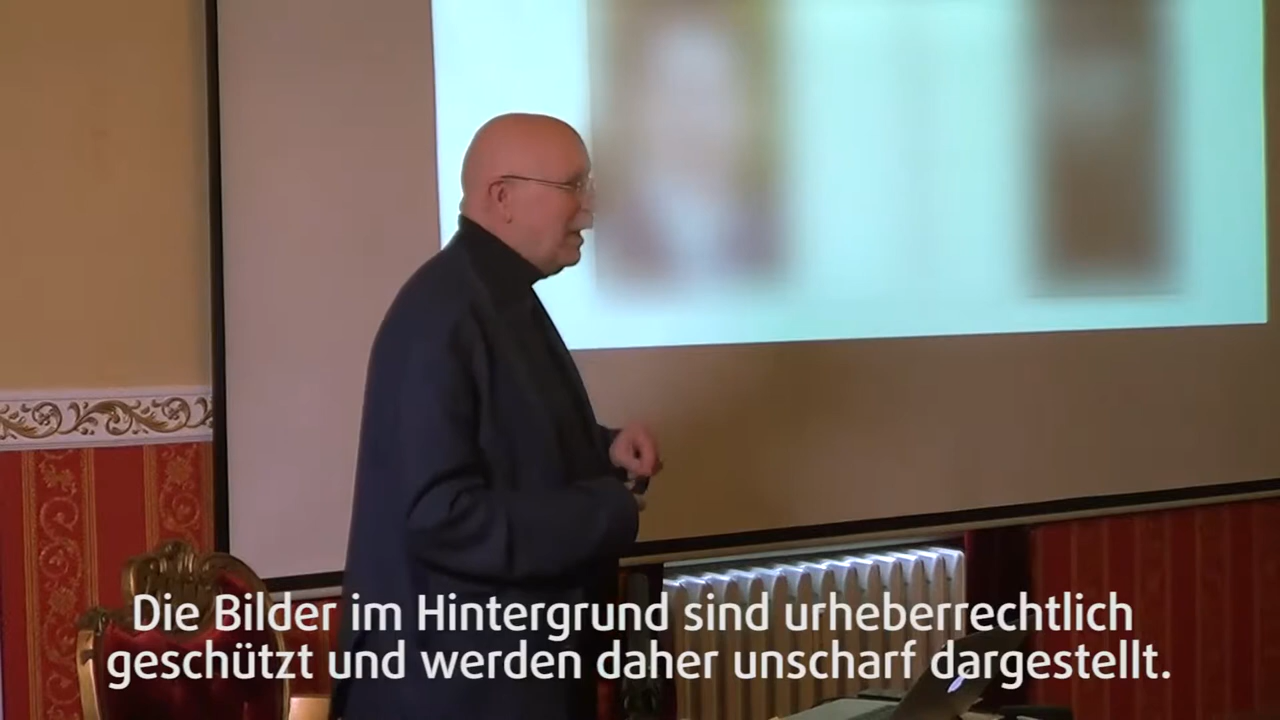 Die Bilder im Hintergrund sind urheberrechtlich
geschützt und werden daher unscharf dargestellt.